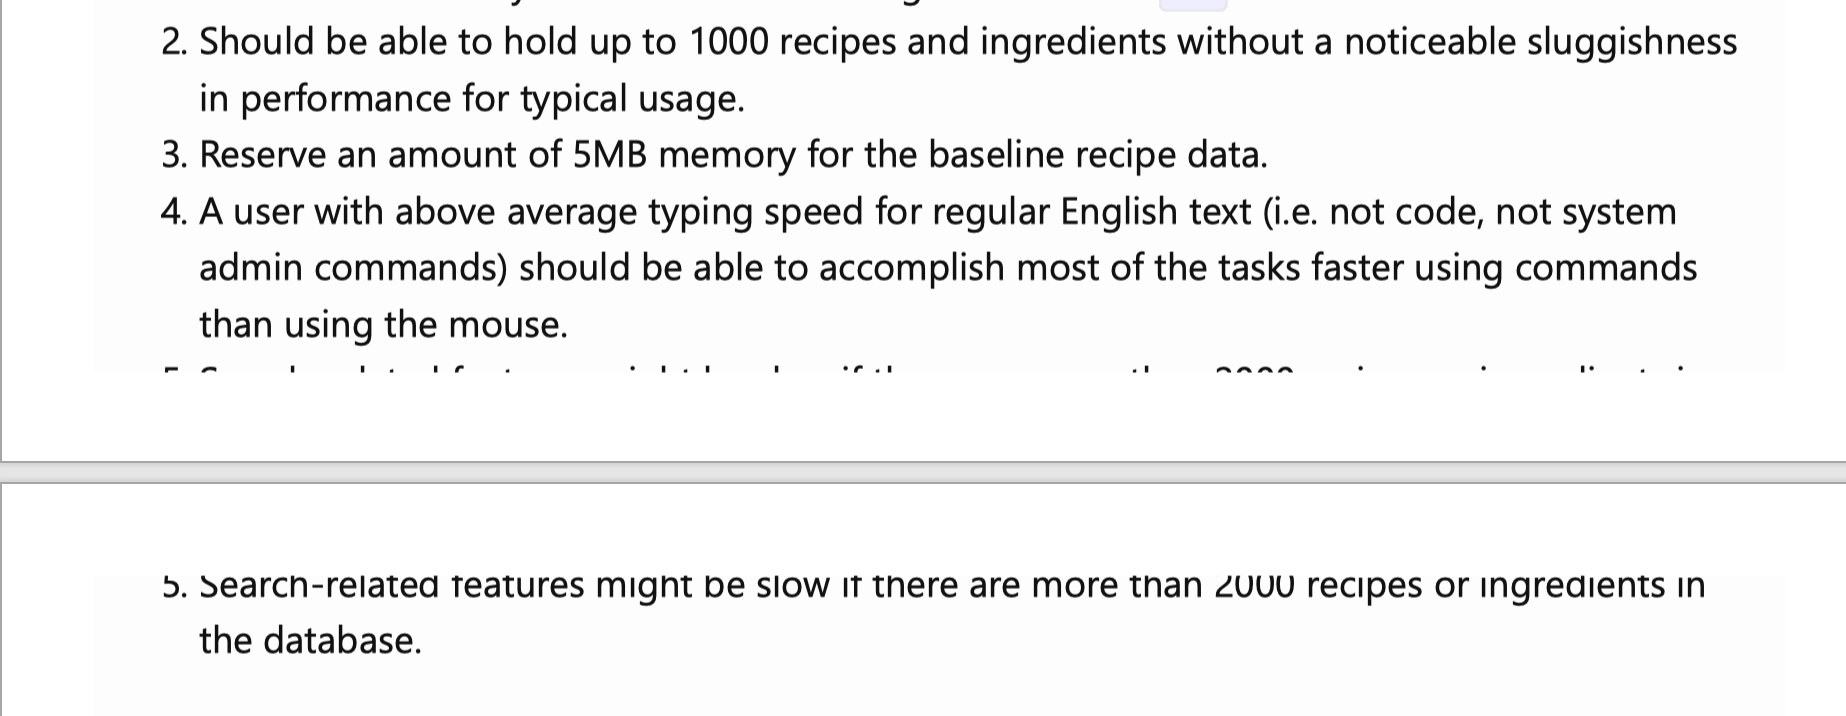 2. Should be able to hold up to 1000 recipes and ingredients without a noticeable sluggishness
in performance for typical usage.
3. Reserve an amount of 5MB memory for the baseline recipe data.
4. A user with above average typing speed for regular English text (i.e. not code, not system
admin commands) should be able to accomplish most of the tasks faster using commands
than using the mouse.
5. Search-related features might be slow if there are more than 2000 recipes or ingredients in
the database.